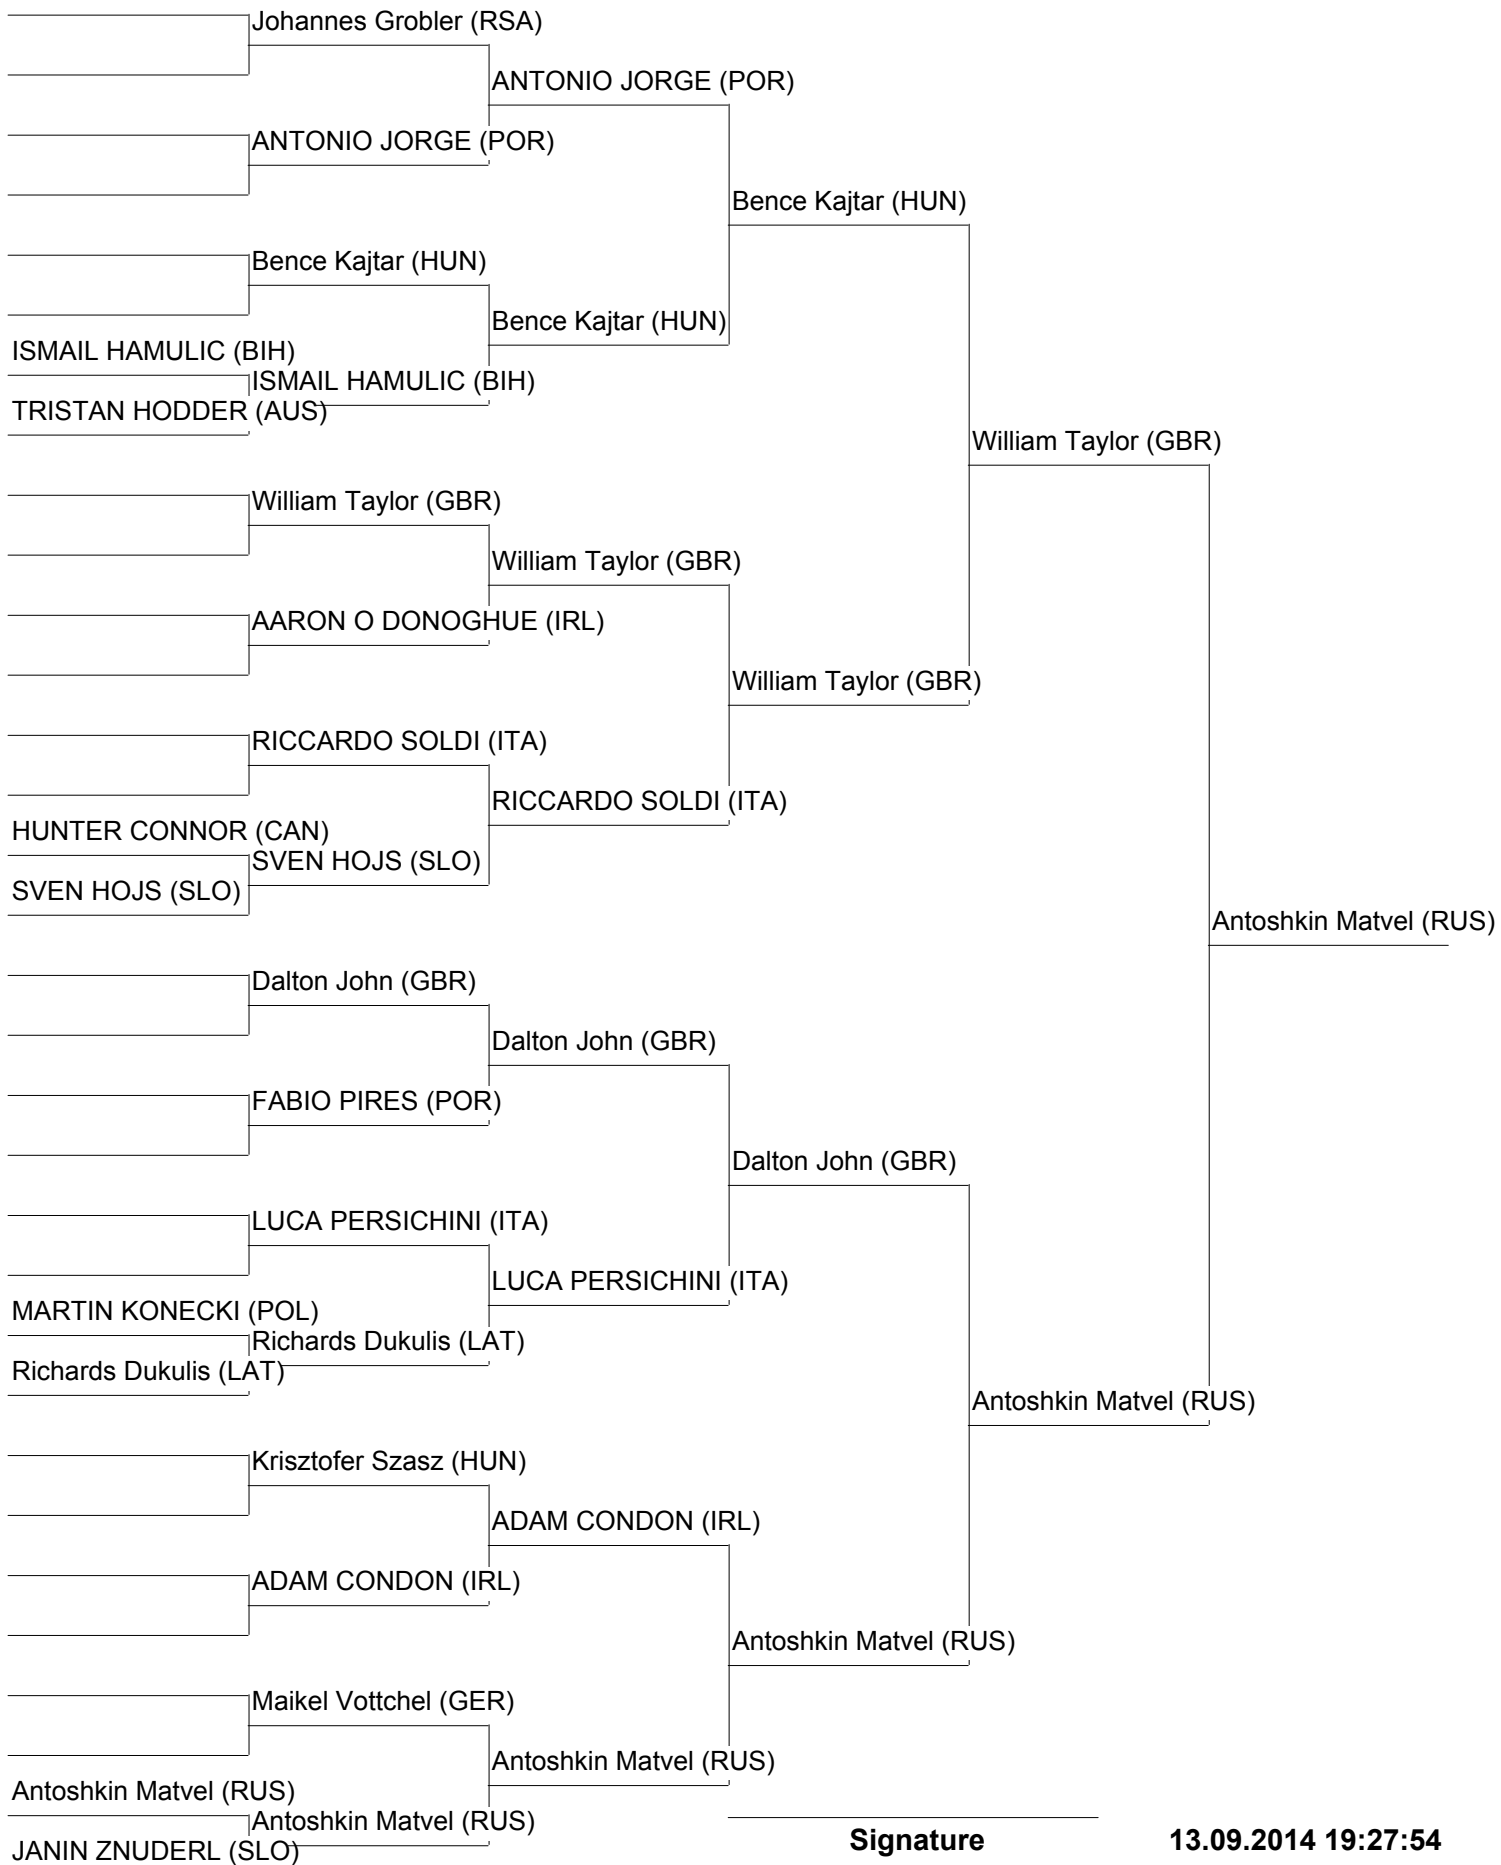 Johannes Grobler (RSA)
ANTONIO JORGE (POR)
ANTONIO JORGE (POR)
Bence Kajtar (HUN)
Bence Kajtar (HUN)
Bence Kajtar (HUN)
ISMAIL HAMULIC (BIH)
ISMAIL HAMULIC (BIH)
TRISTAN HODDER (AUS)
William Taylor (GBR)
William Taylor (GBR)
William Taylor (GBR)
AARON O DONOGHUE (IRL)
William Taylor (GBR)
RICCARDO SOLDI (ITA)
RICCARDO SOLDI (ITA)
HUNTER CONNOR (CAN)
SVEN HOJS (SLO)
SVEN HOJS (SLO)
Antoshkin Matvel (RUS)
Dalton John (GBR)
Dalton John (GBR)
FABIO PIRES (POR)
Dalton John (GBR)
LUCA PERSICHINI (ITA)
LUCA PERSICHINI (ITA)
MARTIN KONECKI (POL)
Richards Dukulis (LAT)
Richards Dukulis (LAT)
Antoshkin Matvel (RUS)
Krisztofer Szasz (HUN)
ADAM CONDON (IRL)
ADAM CONDON (IRL)
Antoshkin Matvel (RUS)
Maikel Vottchel (GER)
Antoshkin Matvel (RUS)
Antoshkin Matvel (RUS)
Antoshkin Matvel (RUS)
JANIN ZNUDERL (SLO)
Signature 13.09.2014 19:27:54